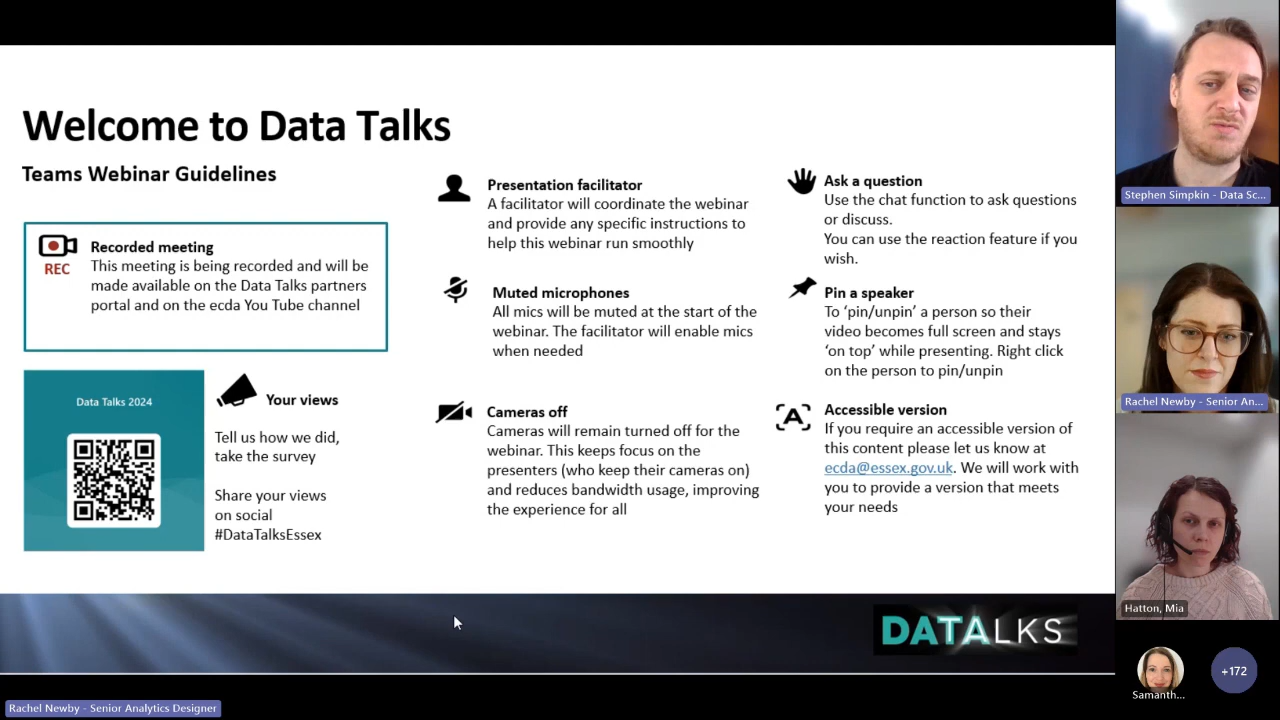 Welcome to Data Talks
Teams Webinar Guidelines
REC
Recorded meeting
This meeting is being recorded and will be
made available on the Data Talks partners
portal and on the ecda You Tube channel
Data Talks 2024
Your views
Tell us how we did,
take the survey
Share your views
on social
#DataTalksEssex
Presentation facilitator
A facilitator will coordinate the webinar
and provide any specific instructions to
help this webinar run smoothly
Muted microphones
All mics will be muted at the start of the
webinar. The facilitator will enable mics
when needed
Cameras off
Cameras will remain turned off for the
webinar. This keeps focus on the
presenters (who keep their cameras on)
and reduces bandwidth usage, improving
the experience for all
Ask a question
Use the chat function to ask questions
or discuss.
You can use the reaction feature if you
wish.
Pin a speaker
To ‘pin/unpin’ a person so their
video becomes full screen and stays
‘on top’ while presenting. Right click
on the person to pin/unpin
A
Accessible version
If you require an accessible version of
this content please let us know at
ecda@essex.gov.uk. We will work with
you to provide a version that meets
your needs
DATALKS
Rachel Newby - Senior Analytics Designer
Stephen Simpkin - Data Sc...
Rachel Newby - Senior An...
Hatton, Mia
Samanth...
+172